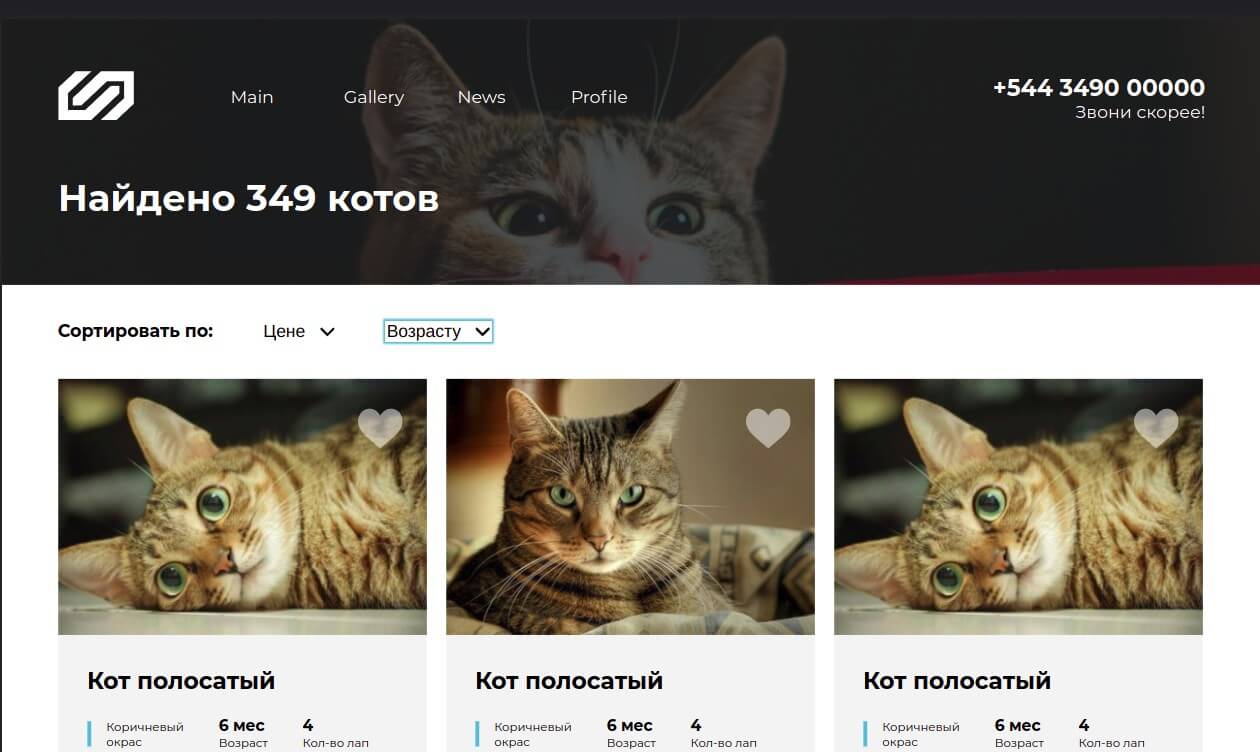 Main Gallery News Profile
+544 3490 00000
Звони скорее!
Найдено 349 котов
Сортировать по: Цене Возрасту
Кот полосатый
Коричневый окрас
6 мес
Возраст
4
Кол-во лап
Кот полосатый
Коричневый окрас
6 мес
Возраст
4
Кол-во лап
Кот полосатый
Коричневый окрас
6 мес
Возраст
4
Кол-во лап